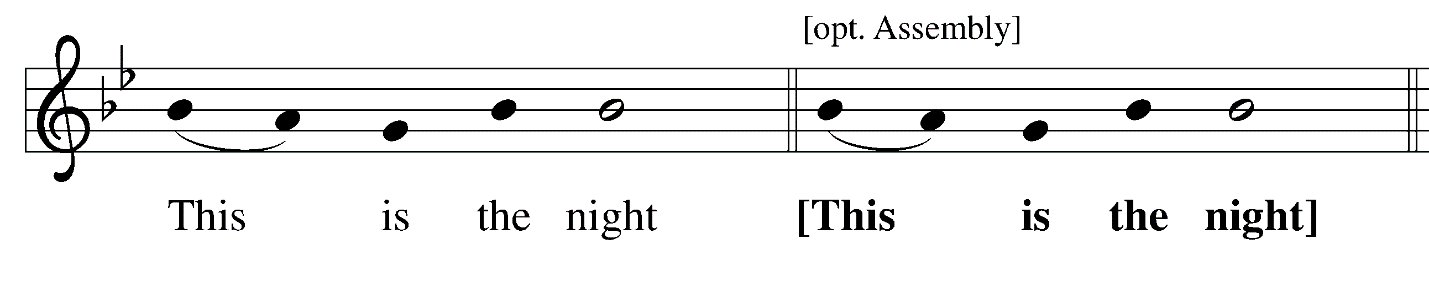 [opt. Assembly]
This is the night [This is the night]